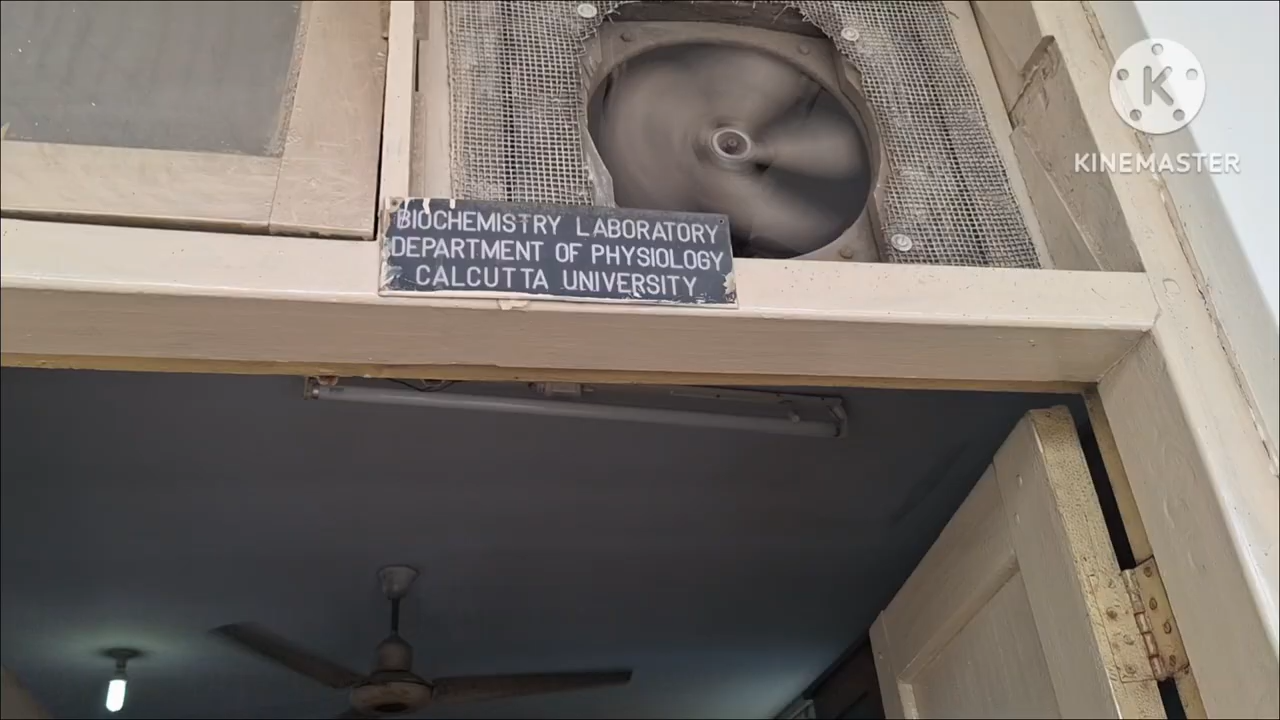 K
KINEMASTER
BIOCHEMISTRY LABORATORY
DEPARTMENT OF PHYSIOLOGY
CALCUTTA UNIVERSITY